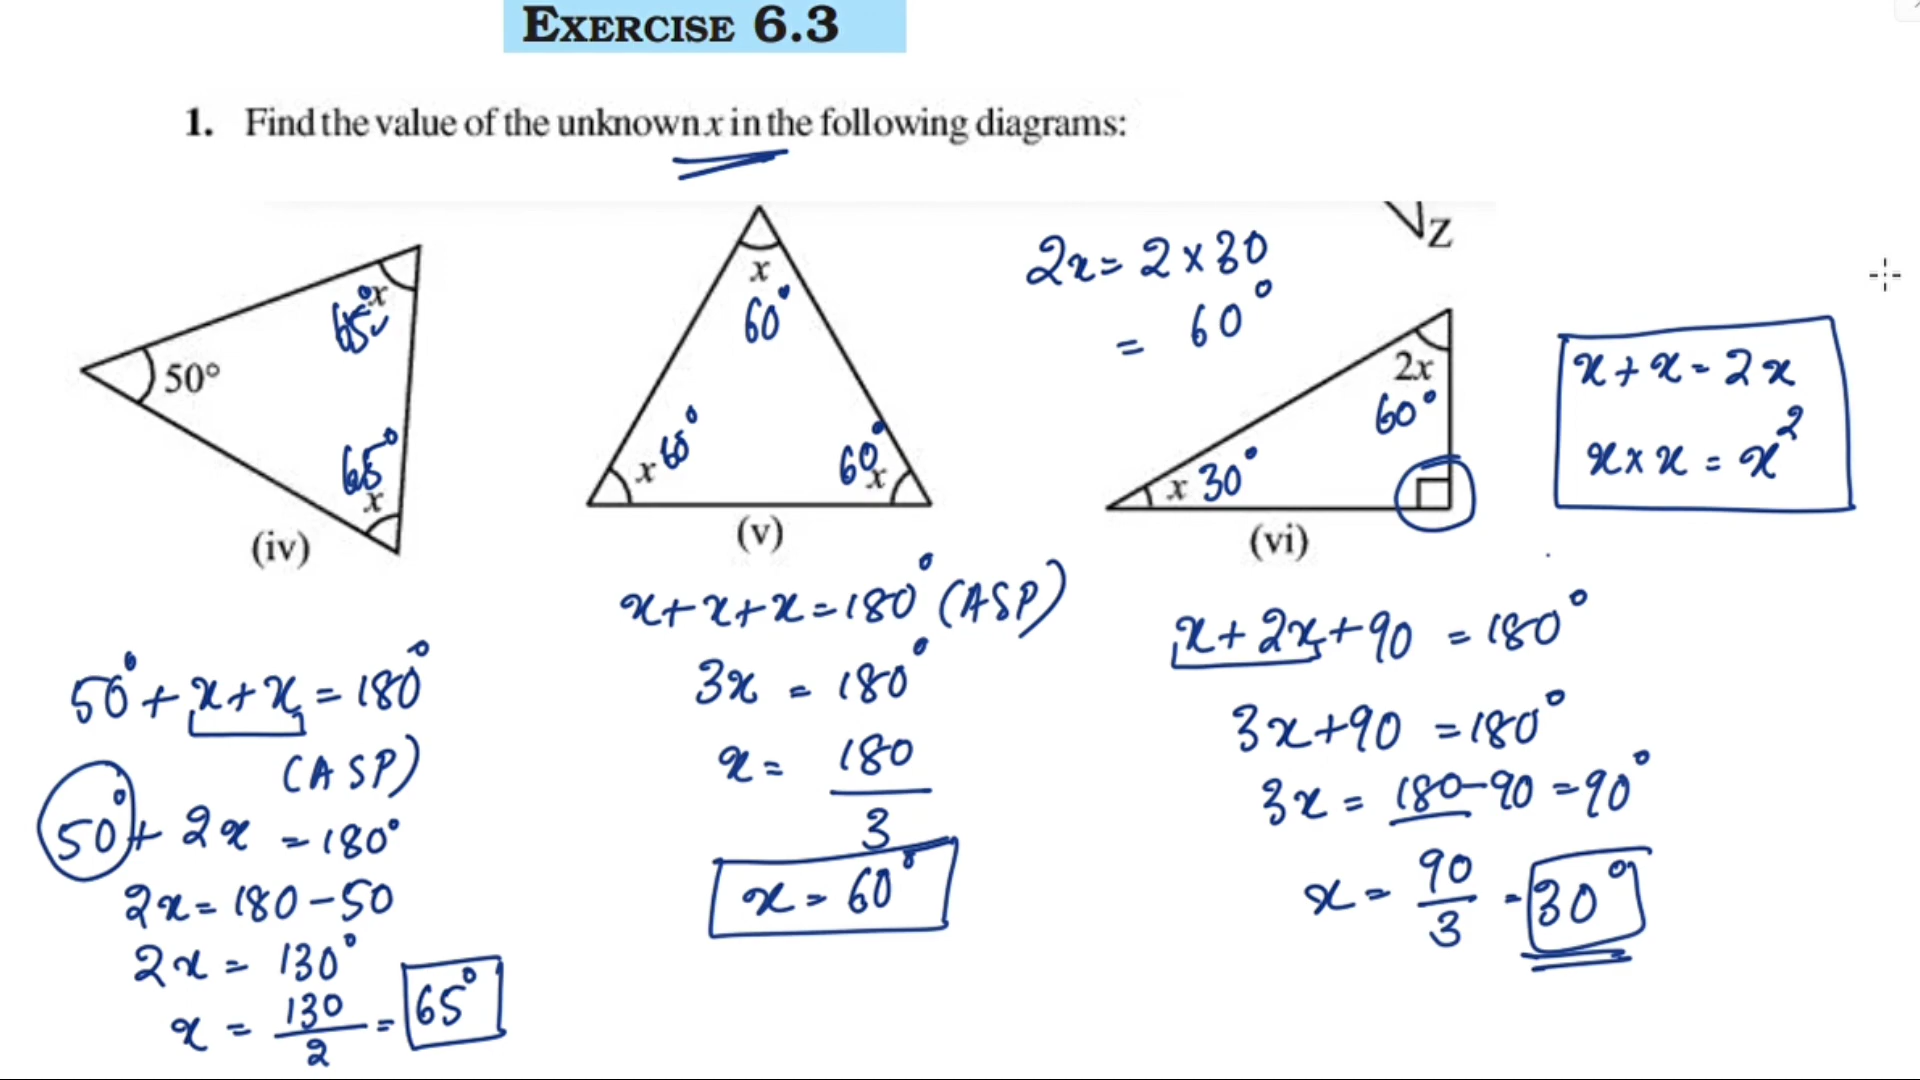 EXERCISE 6.3
1. Find the value of the unknown x in the following diagrams:
50°
x
65°
65°
x
(iv)
50° + x + x = 180°
(ASP)
50° + 2x = 180°
2x = 180 - 50
2x = 130°
x = 130/2 = 65°
x
60°
x 60°
60°
x
(v)
x + x + x = 180° (ASP)
3x = 180°
x = 180/3
x = 60°
Z
2x = 2 × 30
= 60°
2x
60°
x 30°
(vi)
x + 2x + 90 = 180°
3x + 90 = 180°
3x = 180 - 90 = 90°
x = 90/3 = 30°
x + x = 2x
x × x = x²